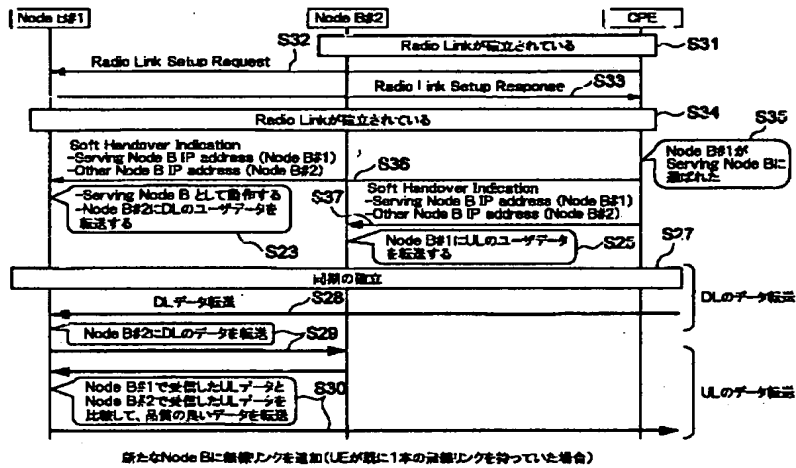 Node B#1
Node B#2
CPE
Radio Linkが確立されている
S31
S32
Radio Link Setup Request
Radio Link Setup Response
S33
S34
Radio Linkが確立されている
S35
Node B#1が
Serving Node Bに
選ばれた
Soft Handover Indication
-Serving Node B IP address (Node B#1)
-Other Node B IP address (Node B#2)
S36
Soft Handover Indication
-Serving Node B IP address (Node B#1)
-Other Node B IP address (Node B#2)
S37
-Serving Node B として動作する
-Node B#2にDLのユーザデータを
転送する
S23
Node B#1にULのユーザデータ
を転送する
S25
S27
同期の確立
DLデータ転送
S28
DLのデータ転送
Node B#2にDLのデータを転送
S29
Node B#1で受信したULデータと
Node B#2で受信したULデータを
比較して、品質の良いデータを転送
S30
ULのデータ転送
新たなNode Bに無線リンクを追加(UEが既に1本の無線リンクを持っていた場合)